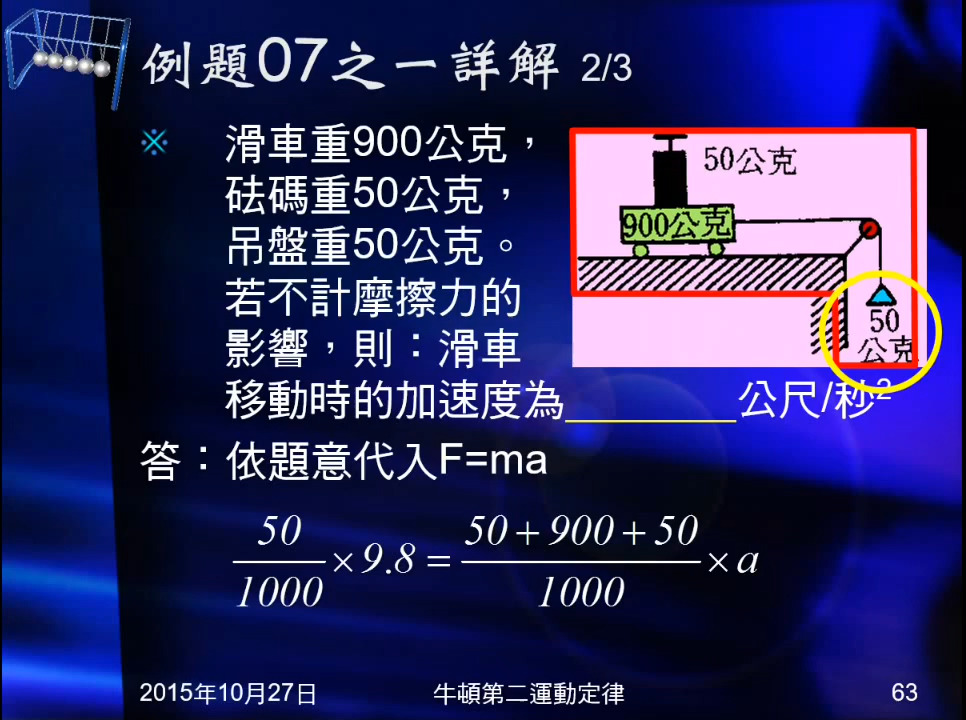 例題07之一詳解 2/3
※ 滑車重900公克，
砝碼重50公克，
吊盤重50公克。
若不計摩擦力的
影響，則：滑車
移動時的加速度為________公尺/秒²
50公克
900公克
50
公克
答：依題意代入F=ma
50/1000 × 9.8 = (50+900+50)/1000 × a
2015年10月27日
牛頓第二運動定律
63